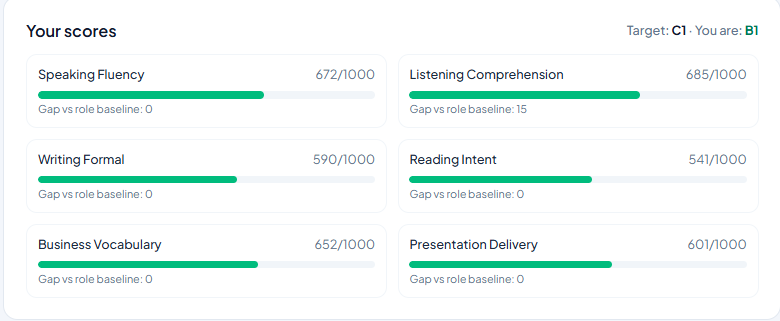 Your scores
Target: C1 · You are: B1
Speaking Fluency 672/1000
Gap vs role baseline: 0
Listening Comprehension 685/1000
Gap vs role baseline: 15
Writing Formal 590/1000
Gap vs role baseline: 0
Reading Intent 541/1000
Gap vs role baseline: 0
Business Vocabulary 652/1000
Gap vs role baseline: 0
Presentation Delivery 601/1000
Gap vs role baseline: 0